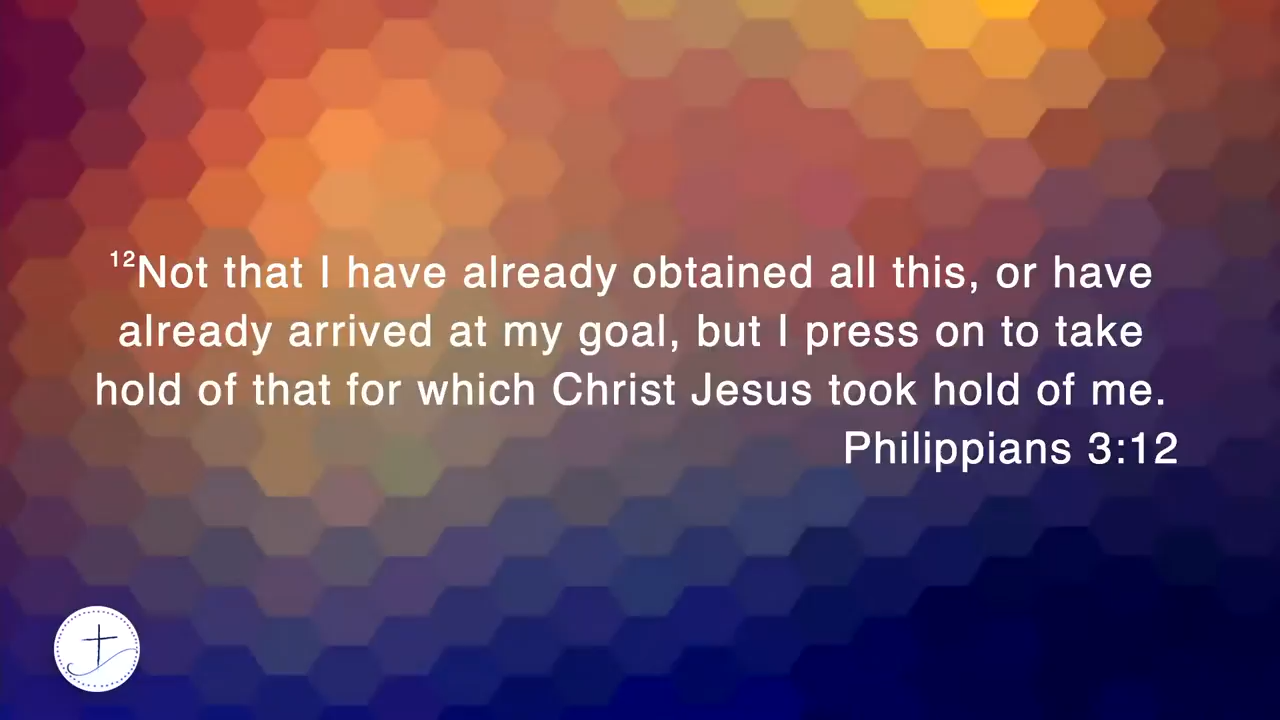 ¹²Not that I have already obtained all this, or have
already arrived at my goal, but I press on to take
hold of that for which Christ Jesus took hold of me.
Philippians 3:12